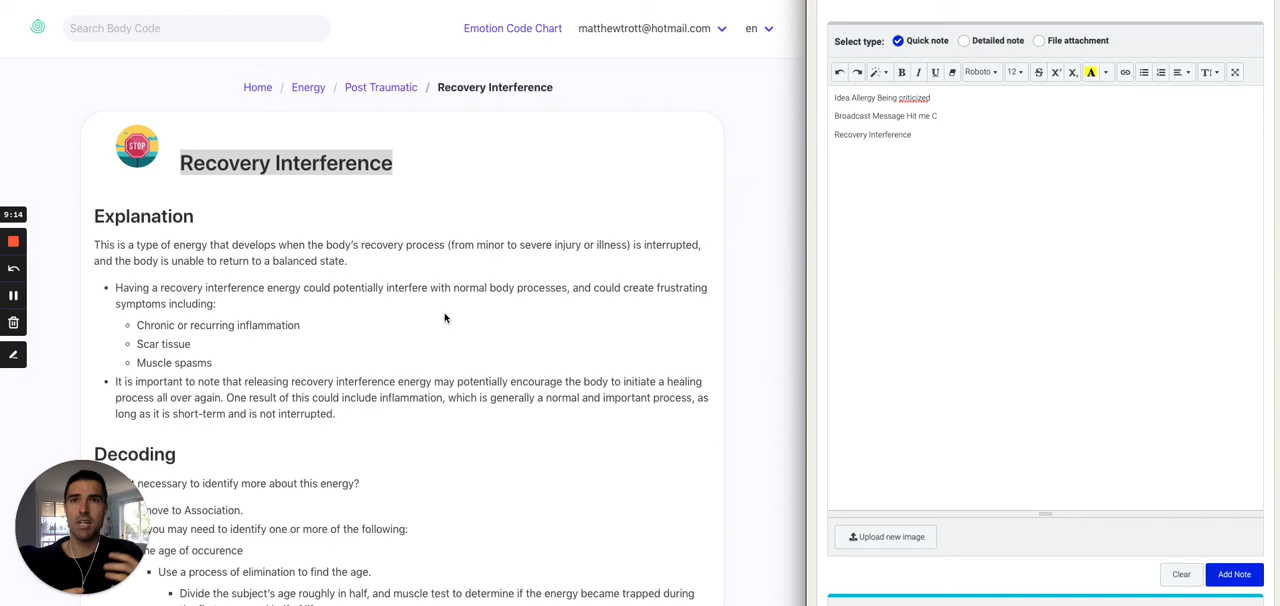 Search Body Code
Emotion Code Chart
matthewtrott@hotmail.com
en
Home / Energy / Post Traumatic / Recovery Interference
STOP
Recovery Interference
Explanation
This is a type of energy that develops when the body's recovery process (from minor to severe injury or illness) is interrupted,
and the body is unable to return to a balanced state.
• Having a recovery interference energy could potentially interfere with normal body processes, and could create frustrating
symptoms including:
Chronic or recurring inflammation
Scar tissue
Muscle spasms
• It is important to note that releasing recovery interference energy may potentially encourage the body to initiate a healing
process all over again. One result of this could include inflammation, which is generally a normal and important process, as
long as it is short-term and is not interrupted.
Decoding
necessary to identify more about this energy?
move to Association.
you may need to identify one or more of the following:
age of occurence
Use a process of elimination to find the age.
Divide the subject's age roughly in half, and muscle test to determine if the energy became trapped during
9:14
Select type: Quick note Detailed note File attachment
B I U Roboto 12 S X¹ X, A T!
Idea Allergy Being criticized
Broadcast Message Hit me C
Recovery Interference
Upload new image
Clear
Add Note